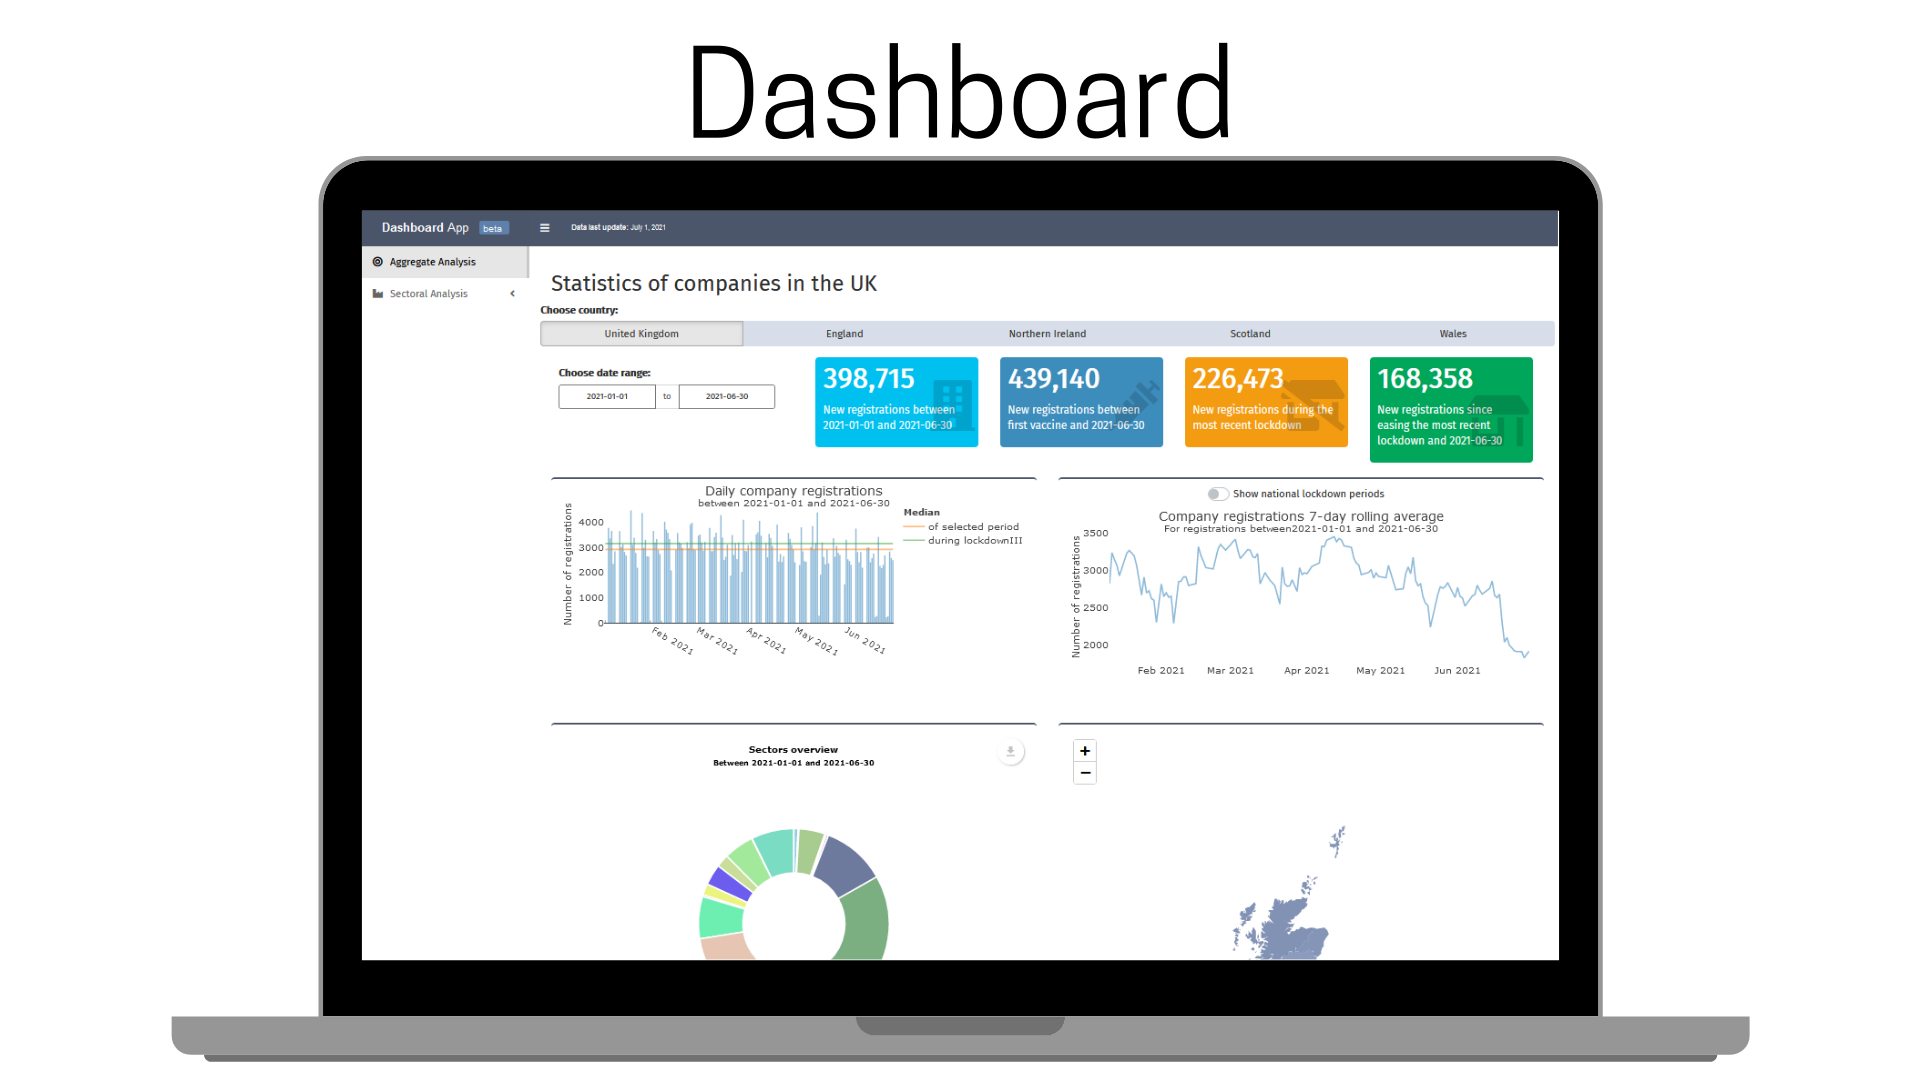 Dashboard
Dashboard App beta
Data last update: July 1, 2021
Aggregate Analysis
Sectoral Analysis
Statistics of companies in the UK
Choose country:
United Kingdom England Northern Ireland Scotland Wales
Choose date range:
2021-01-01 to 2021-06-30
398,715
New registrations between
2021-01-01 and 2021-06-30
439,140
New registrations between
first vaccine and 2021-06-30
226,473
New registrations during the
most recent lockdown
168,358
New registrations since
easing the most recent
lockdown and 2021-06-30
Daily company registrations
between 2021-01-01 and 2021-06-30
Number of registrations
4000
3000
2000
1000
0
Feb 2021 Mar 2021 Apr 2021 May 2021 Jun 2021
Median
of selected period
during lockdownIII
Show national lockdown periods
Company registrations 7-day rolling average
For registrations between2021-01-01 and 2021-06-30
Number of registrations
3500
3000
2500
2000
Feb 2021 Mar 2021 Apr 2021 May 2021 Jun 2021
Sectors overview
Between 2021-01-01 and 2021-06-30
+
−